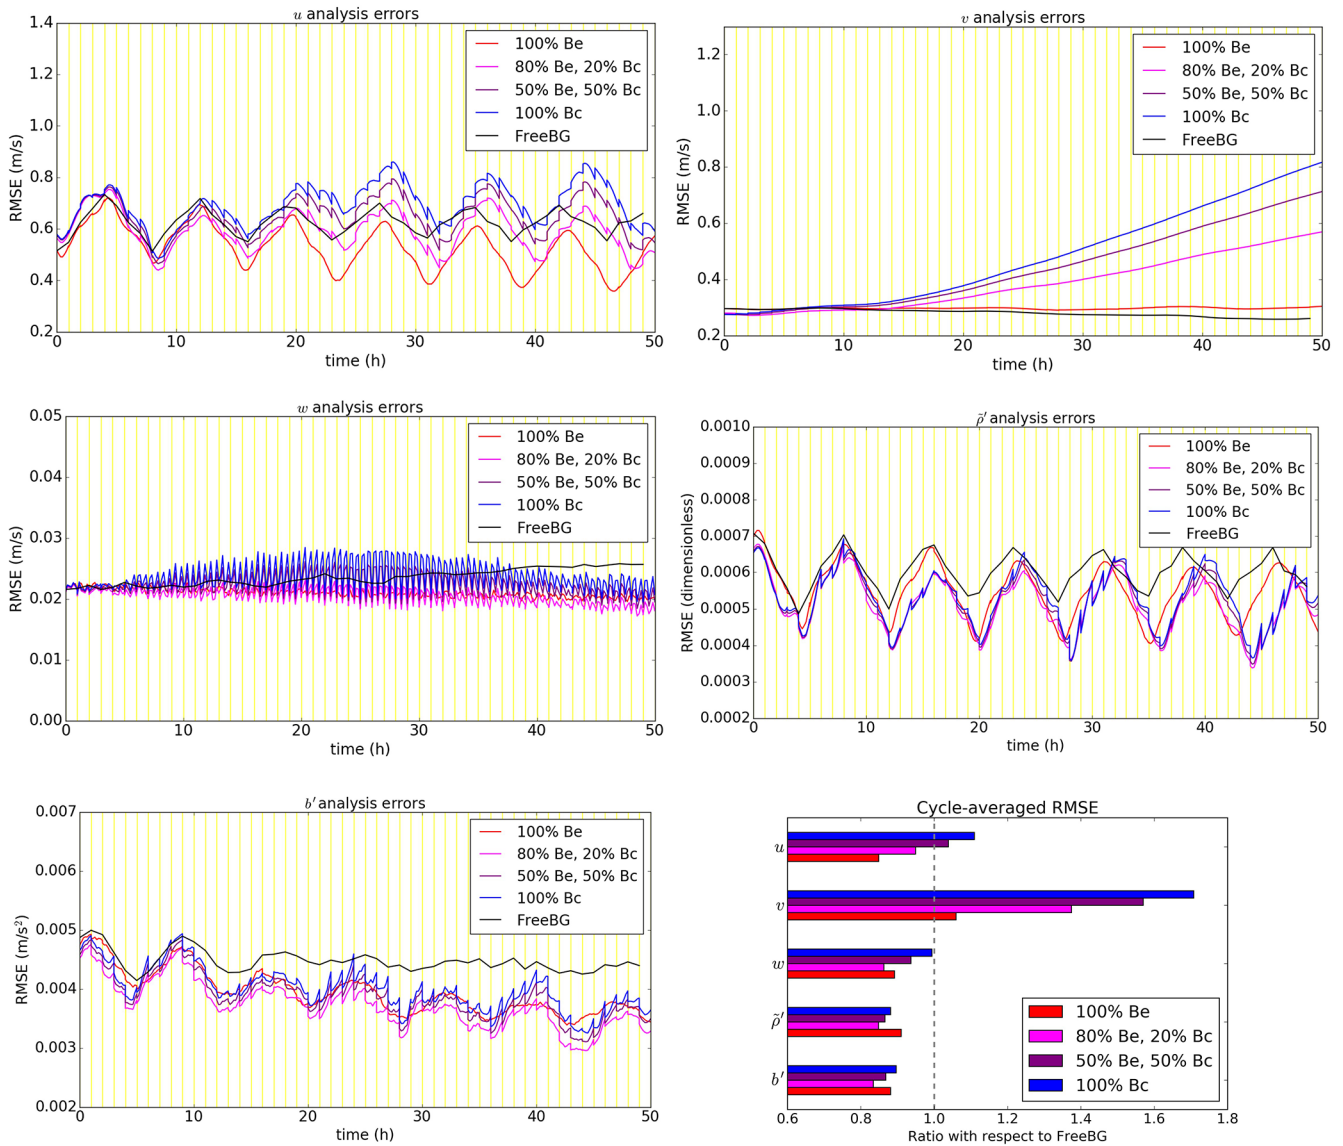 u analysis errors
RMSE (m/s)
1.4
1.2
1.0
0.8
0.6
0.4
0.2
0 10 20 30 40 50
time (h)
100% Be
80% Be, 20% Bc
50% Be, 50% Bc
100% Bc
FreeBG
v analysis errors
RMSE (m/s)
1.2
1.0
0.8
0.6
0.4
0.2
0 10 20 30 40 50
time (h)
100% Be
80% Be, 20% Bc
50% Be, 50% Bc
100% Bc
FreeBG
w analysis errors
RMSE (m/s)
0.05
0.04
0.03
0.02
0.01
0.00
0 10 20 30 40 50
time (h)
100% Be
80% Be, 20% Bc
50% Be, 50% Bc
100% Bc
FreeBG
ρ̃′ analysis errors
RMSE (dimensionless)
0.0010
0.0009
0.0008
0.0007
0.0006
0.0005
0.0004
0.0003
0.0002
0 10 20 30 40 50
time (h)
100% Be
80% Be, 20% Bc
50% Be, 50% Bc
100% Bc
FreeBG
b′ analysis errors
RMSE (m/s²)
0.007
0.006
0.005
0.004
0.003
0.002
0 10 20 30 40 50
time (h)
100% Be
80% Be, 20% Bc
50% Be, 50% Bc
100% Bc
FreeBG
Cycle-averaged RMSE
u
v
w
ρ̃′
b′
0.6 0.8 1.0 1.2 1.4 1.6 1.8
Ratio with respect to FreeBG
100% Be
80% Be, 20% Bc
50% Be, 50% Bc
100% Bc